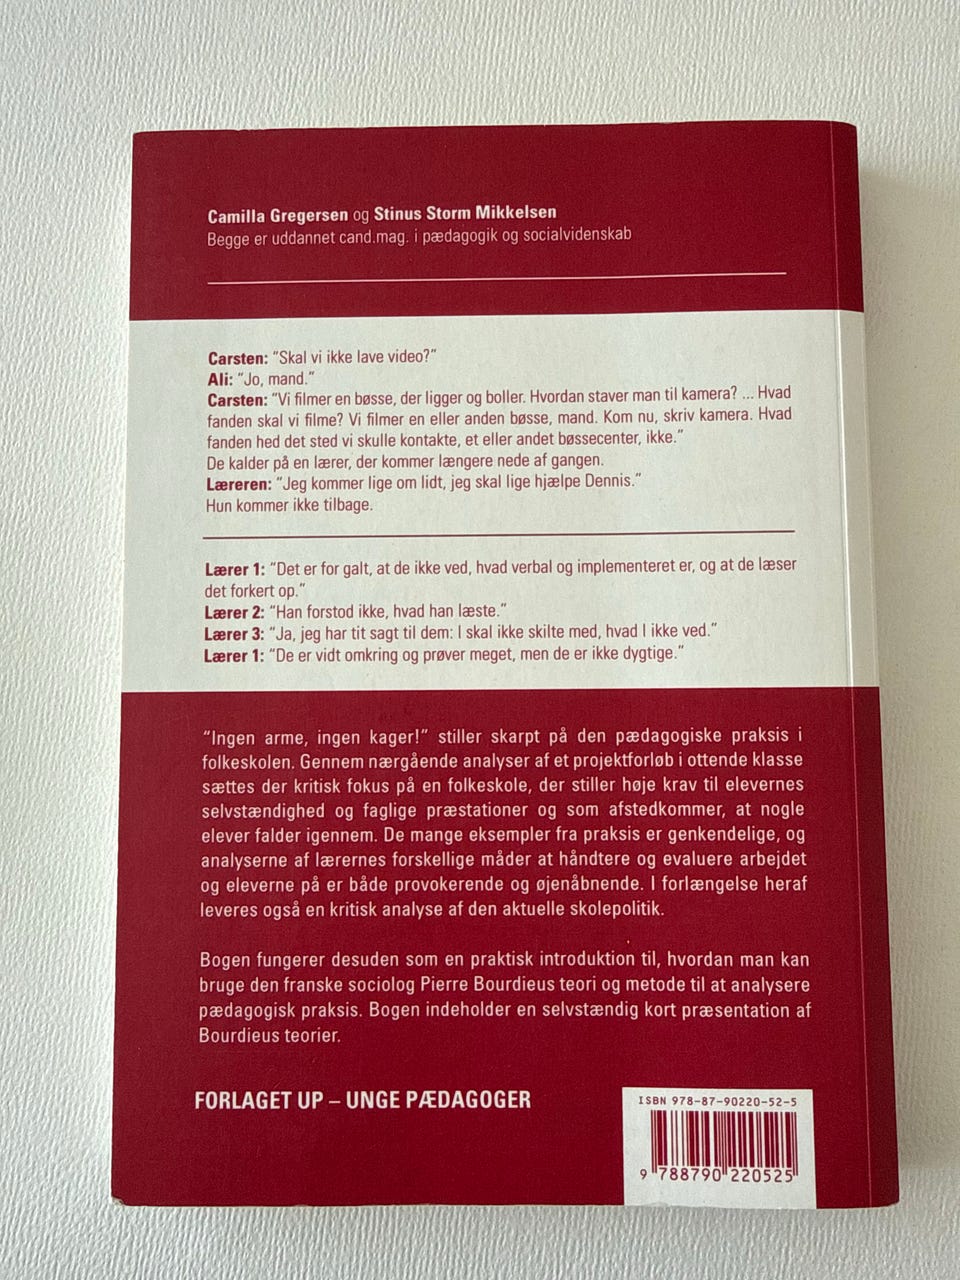 Camilla Gregersen og Stinus Storm Mikkelsen
Begge er uddannet cand.mag. i pædagogik og socialvidenskab
Carsten: "Skal vi ikke lave video?"
Ali: "Jo, mand."
Carsten: "Vi filmer en bøsse, der ligger og boller. Hvordan staver man til kamera? ... Hvad
fanden skal vi filme? Vi filmer en eller anden bøsse, mand. Kom nu, skriv kamera. Hvad
fanden hed det sted vi skulle kontakte, et eller andet bøssecenter, ikke."
De kalder på en lærer, der kommer længere nede af gangen.
Læreren: "Jeg kommer lige om lidt, jeg skal lige hjælpe Dennis."
Hun kommer ikke tilbage.
Lærer 1: "Det er for galt, at de ikke ved, hvad verbal og implementeret er, og at de læser
det forkert op."
Lærer 2: "Han forstod ikke, hvad han læste."
Lærer 3: "Ja, jeg har tit sagt til dem: I skal ikke skilte med, hvad I ikke ved."
Lærer 1: "De er vidt omkring og prøver meget, men de er ikke dygtige."
"Ingen arme, ingen kager!" stiller skarpt på den pædagogiske praksis i
folkeskolen. Gennem nærgående analyser af et projektforløb i ottende klasse
sættes der kritisk fokus på en folkeskole, der stiller høje krav til elevernes
selvstændighed og faglige præstationer og som afstedkommer, at nogle
elever falder igennem. De mange eksempler fra praksis er genkendelige, og
analyserne af lærernes forskellige måder at håndtere og evaluere arbejdet
og eleverne på er både provokerende og øjenåbnende. I forlængelse heraf
leveres også en kritisk analyse af den aktuelle skolepolitik.
Bogen fungerer desuden som en praktisk introduktion til, hvordan man kan
bruge den franske sociolog Pierre Bourdieus teori og metode til at analysere
pædagogisk praksis. Bogen indeholder en selvstændig kort præsentation af
Bourdieus teorier.
FORLAGET UP – UNGE PÆDAGOGER
ISBN 978-87-90220-52-5
9 788790 220525